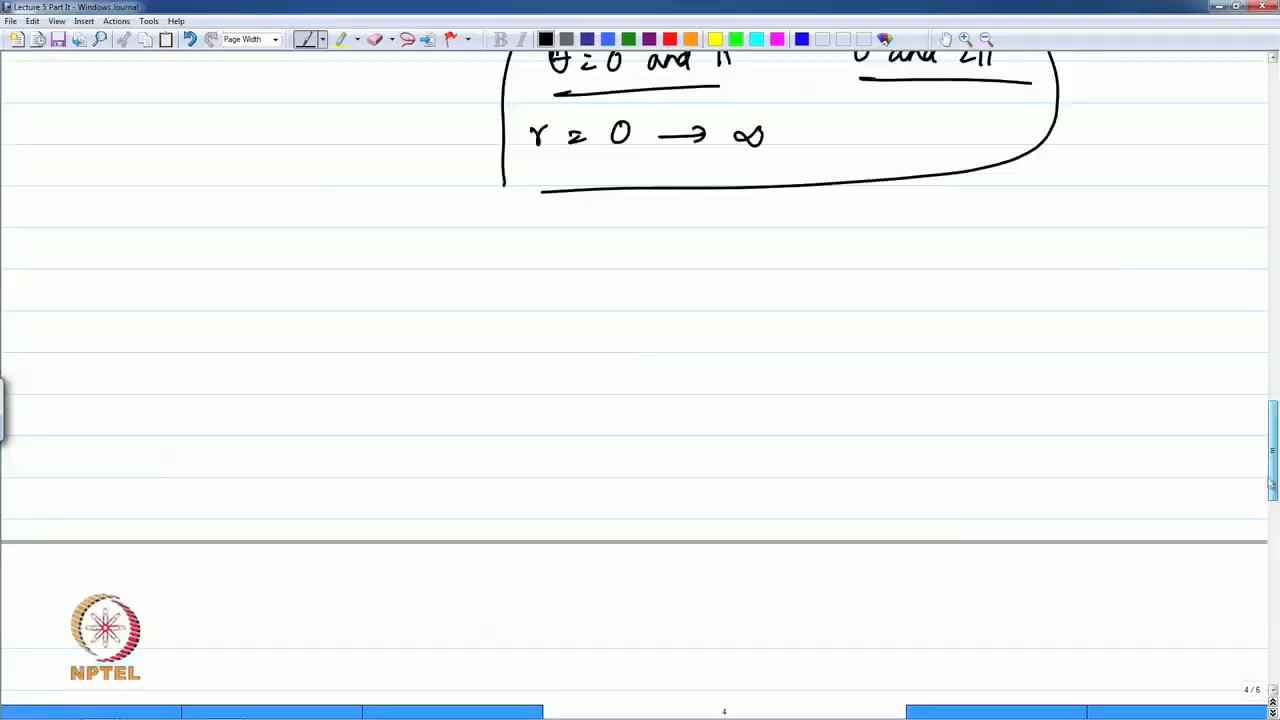 Lecture 5 Part II - Windows Journal
File Edit View Insert Actions Tools Help
Page Width
B I
θ = 0 and π 0 and 2π
r = 0 → ∞
NPTEL
4 / 6
4